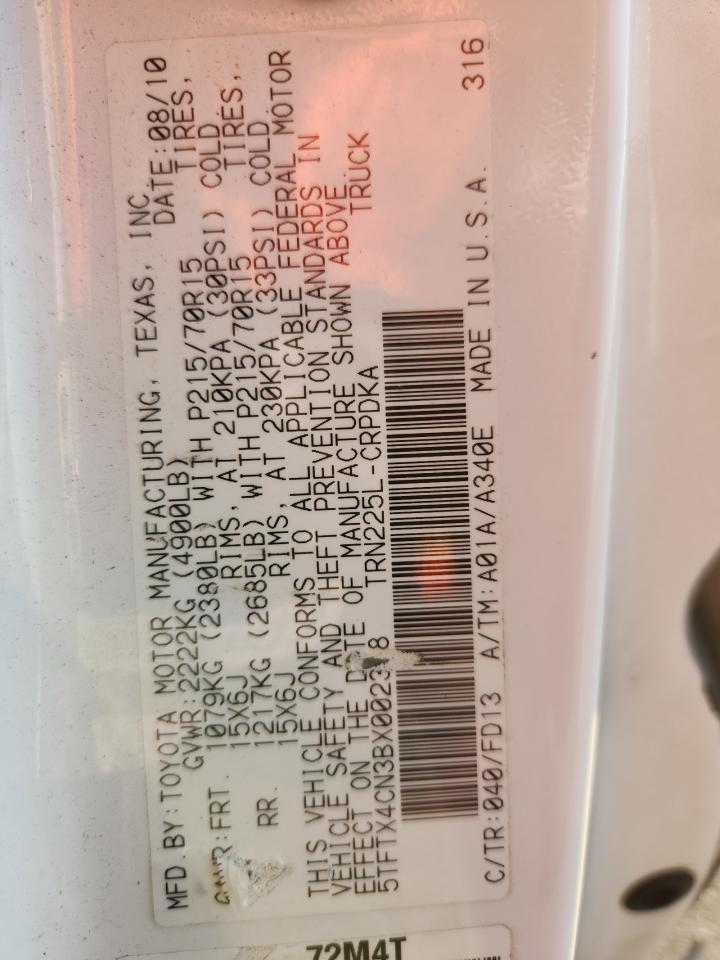 MFD.BY:TOYOTA MOTOR MANUFACTURING, TEXAS, INC.
GVWR:2222KG (4900LB) DATE:08/10
FRT. 1079KG (2380LB) WITH P215/70R15 TIRES,
15X6J RIMS, AT 210KPA (30PSI) COLD
RR. 1217KG (2685LB) WITH P215/70R15 TIRES,
15X6J RIMS, AT 230KPA (33PSI) COLD
THIS VEHICLE CONFORMS TO ALL APPLICABLE FEDERAL MOTOR
VEHICLE SAFETY AND THEFT PREVENTION STANDARDS IN
EFFECT ON THE DATE OF MANUFACTURE SHOWN ABOVE.
TRN225L-CRPDKA TRUCK
C/TR:040/FD13 A/TM:A01A/A340E MADE IN U.S.A. 316
72M4T